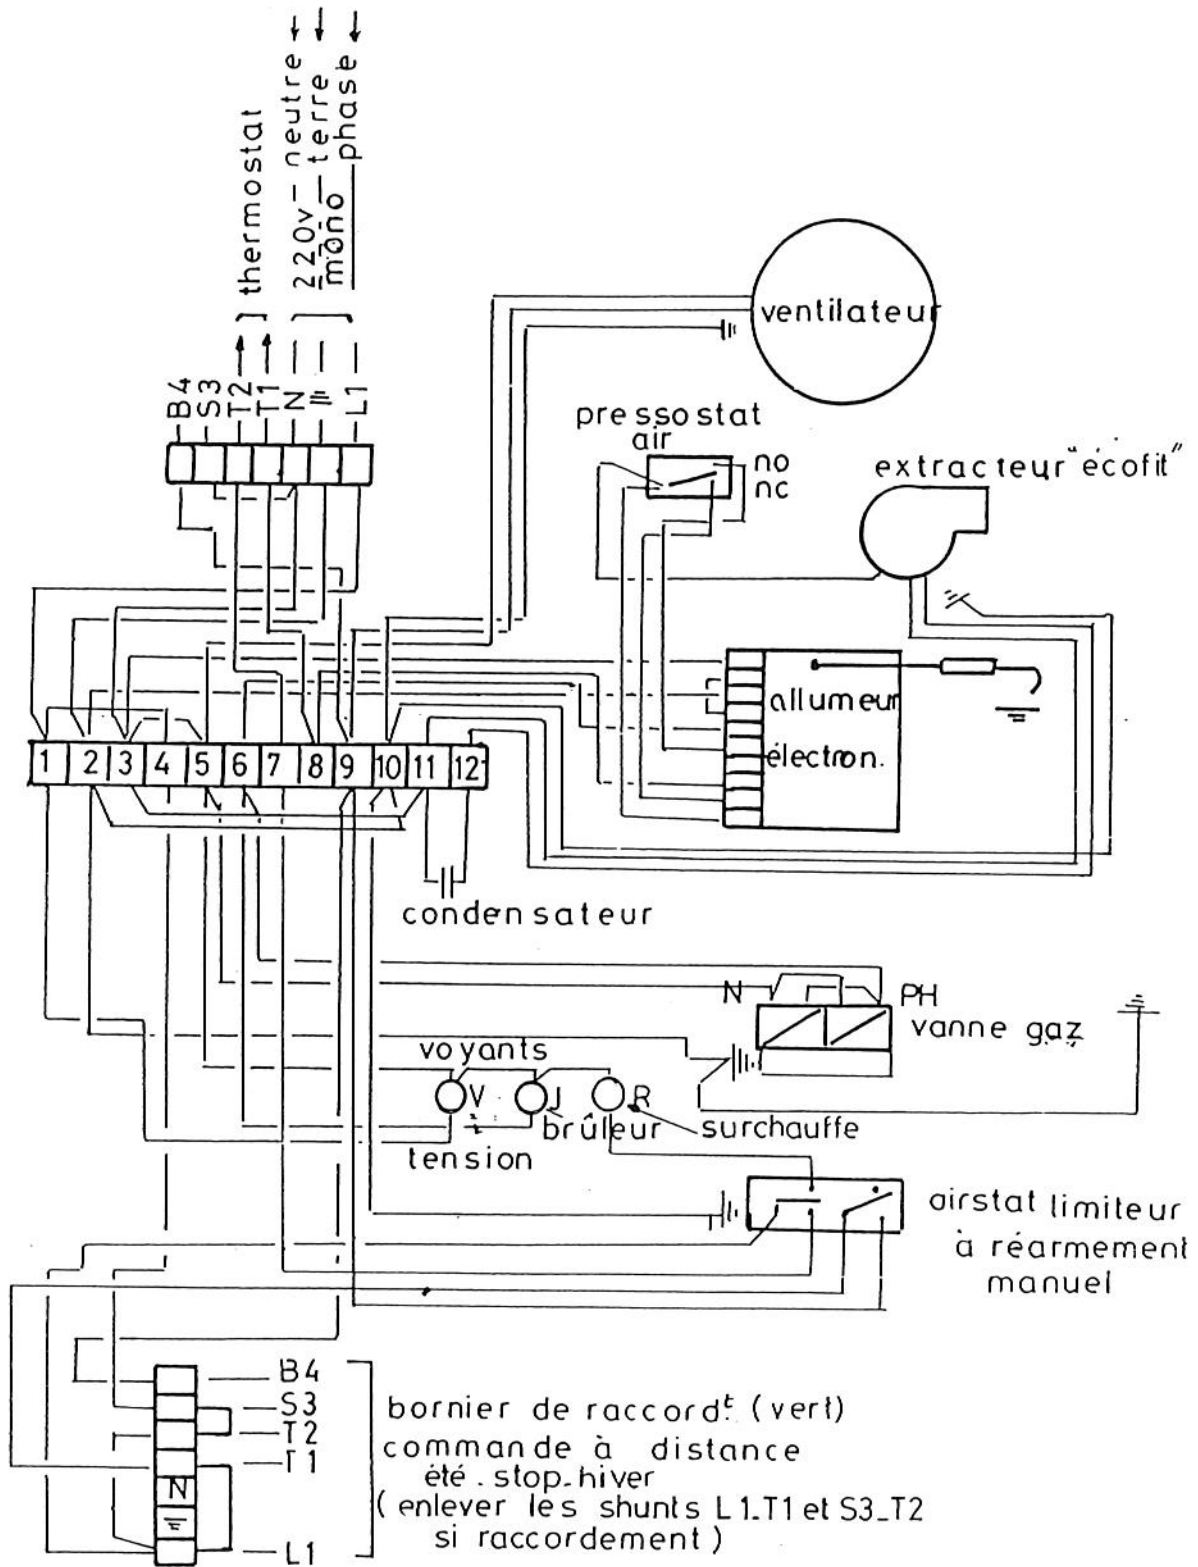 neutre
terre
phase
220v
mono
thermostat
B4
S3
T2
T1
N
L1
ventilateur
pressostat
air
no
nc
extracteur "écofit"
allumeur
électron.
1 2 3 4 5 6 7 8 9 10 11 12
condensateur
N
PH
vanne gaz
voyants
V
J
R
brûleur
surchauffe
tension
airstat limiteur
à réarmement
manuel
B4
S3
T2
T1
N
L1
bornier de raccordt. (vert)
commande à distance
été.stop-hiver
(enlever les shunts L1_T1 et S3_T2
si raccordement)